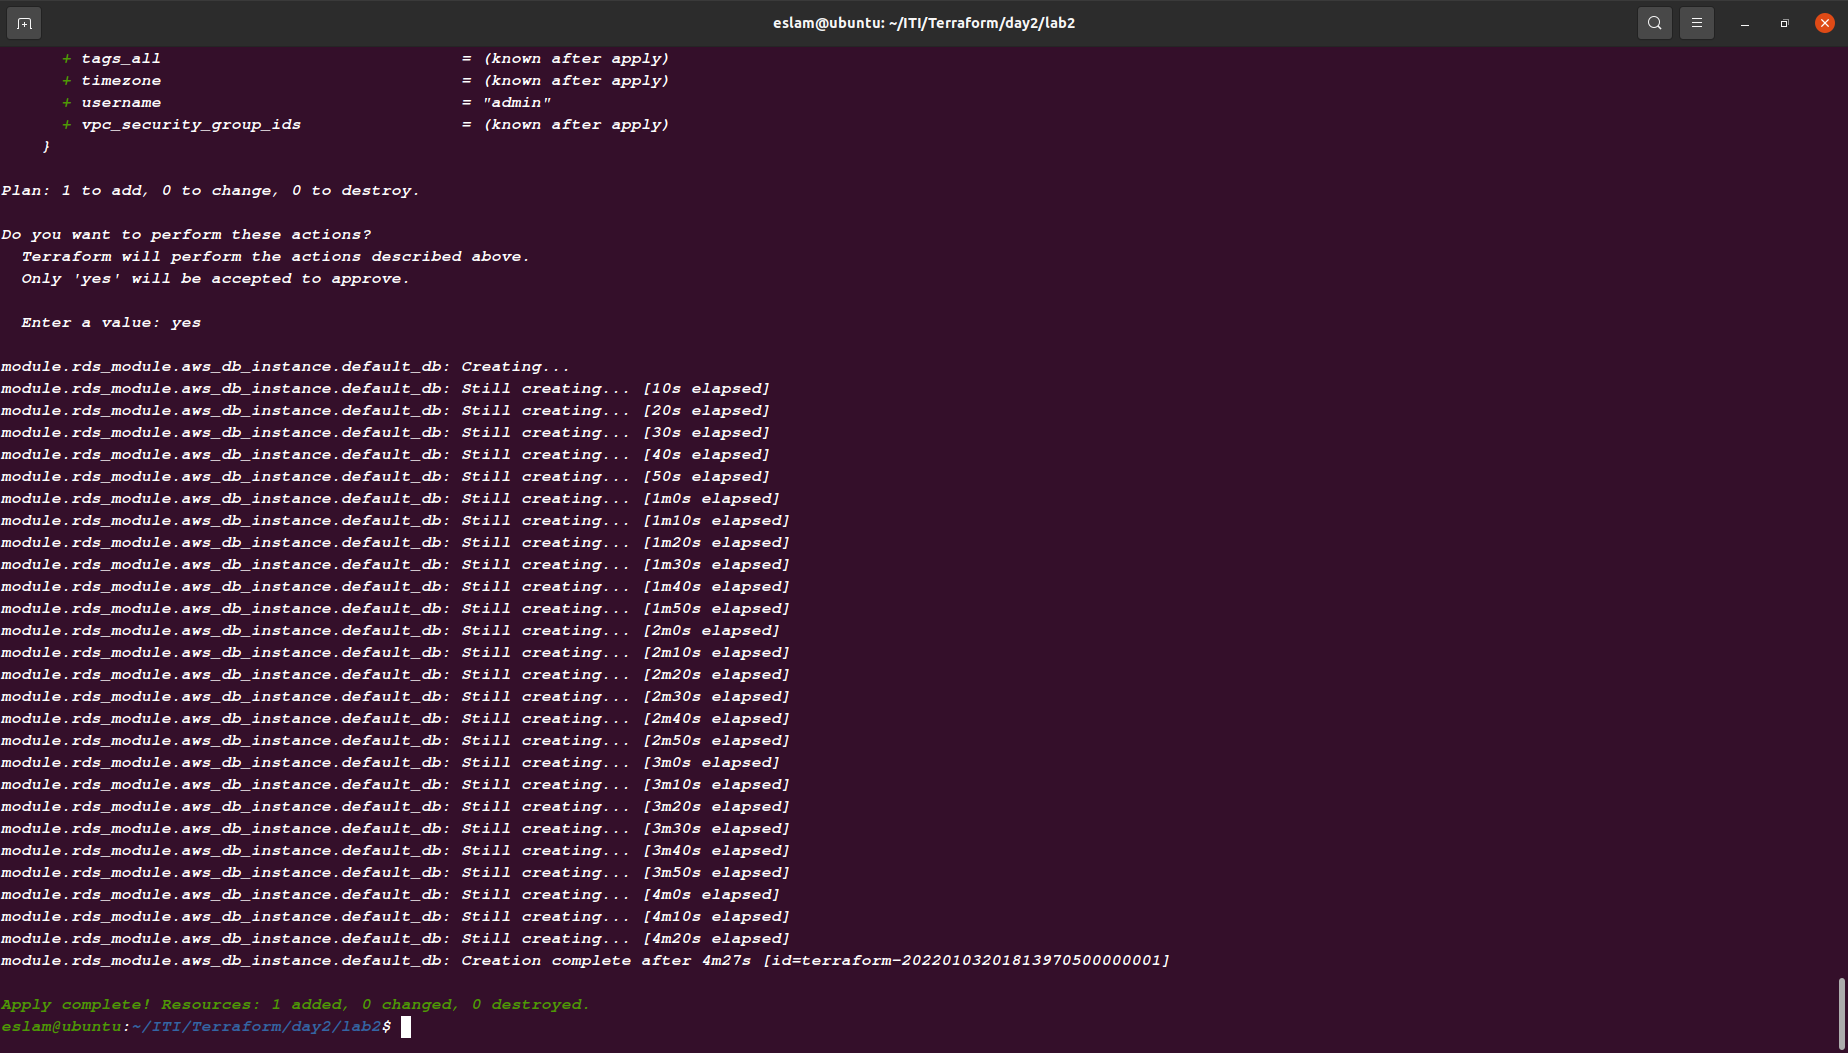 eslam@ubuntu: ~/ITI/Terraform/day2/lab2
+ tags_all = (known after apply)
+ timezone = (known after apply)
+ username = "admin"
+ vpc_security_group_ids = (known after apply)
}
Plan: 1 to add, 0 to change, 0 to destroy.
Do you want to perform these actions?
Terraform will perform the actions described above.
Only 'yes' will be accepted to approve.
Enter a value: yes
module.rds_module.aws_db_instance.default_db: Creating...
module.rds_module.aws_db_instance.default_db: Still creating... [10s elapsed]
module.rds_module.aws_db_instance.default_db: Still creating... [20s elapsed]
module.rds_module.aws_db_instance.default_db: Still creating... [30s elapsed]
module.rds_module.aws_db_instance.default_db: Still creating... [40s elapsed]
module.rds_module.aws_db_instance.default_db: Still creating... [50s elapsed]
module.rds_module.aws_db_instance.default_db: Still creating... [1m0s elapsed]
module.rds_module.aws_db_instance.default_db: Still creating... [1m10s elapsed]
module.rds_module.aws_db_instance.default_db: Still creating... [1m20s elapsed]
module.rds_module.aws_db_instance.default_db: Still creating... [1m30s elapsed]
module.rds_module.aws_db_instance.default_db: Still creating... [1m40s elapsed]
module.rds_module.aws_db_instance.default_db: Still creating... [1m50s elapsed]
module.rds_module.aws_db_instance.default_db: Still creating... [2m0s elapsed]
module.rds_module.aws_db_instance.default_db: Still creating... [2m10s elapsed]
module.rds_module.aws_db_instance.default_db: Still creating... [2m20s elapsed]
module.rds_module.aws_db_instance.default_db: Still creating... [2m30s elapsed]
module.rds_module.aws_db_instance.default_db: Still creating... [2m40s elapsed]
module.rds_module.aws_db_instance.default_db: Still creating... [2m50s elapsed]
module.rds_module.aws_db_instance.default_db: Still creating... [3m0s elapsed]
module.rds_module.aws_db_instance.default_db: Still creating... [3m10s elapsed]
module.rds_module.aws_db_instance.default_db: Still creating... [3m20s elapsed]
module.rds_module.aws_db_instance.default_db: Still creating... [3m30s elapsed]
module.rds_module.aws_db_instance.default_db: Still creating... [3m40s elapsed]
module.rds_module.aws_db_instance.default_db: Still creating... [3m50s elapsed]
module.rds_module.aws_db_instance.default_db: Still creating... [4m0s elapsed]
module.rds_module.aws_db_instance.default_db: Still creating... [4m10s elapsed]
module.rds_module.aws_db_instance.default_db: Still creating... [4m20s elapsed]
module.rds_module.aws_db_instance.default_db: Creation complete after 4m27s [id=terraform-20220103201813970500000001]
Apply complete! Resources: 1 added, 0 changed, 0 destroyed.
eslam@ubuntu:~/ITI/Terraform/day2/lab2$